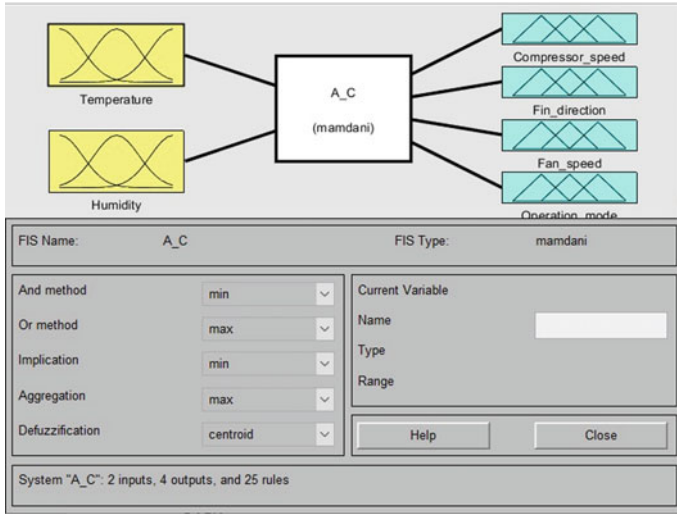 Compressor_speed
Temperature
A_C
Fin_direction
(mamdani)
Fan_speed
Humidity
Operation_mode
FIS Name: A_C FIS Type: mamdani
And method min
Or method max
Implication min
Aggregation max
Defuzzification centroid
Current Variable
Name
Type
Range
Help Close
System "A_C": 2 inputs, 4 outputs, and 25 rules